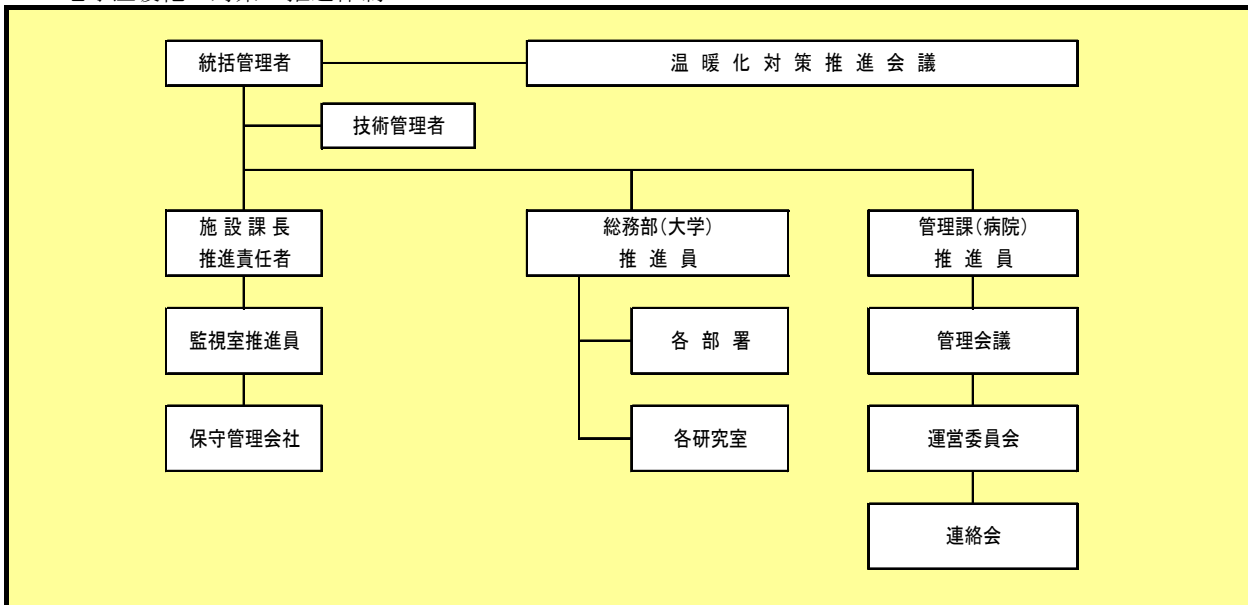 統括管理者
温暖化対策推進会議
技術管理者
施設課長
推進責任者
総務部(大学)
推進員
管理課(病院)
推進員
監視室推進員
各部署
管理会議
保守管理会社
各研究室
運営委員会
連絡会